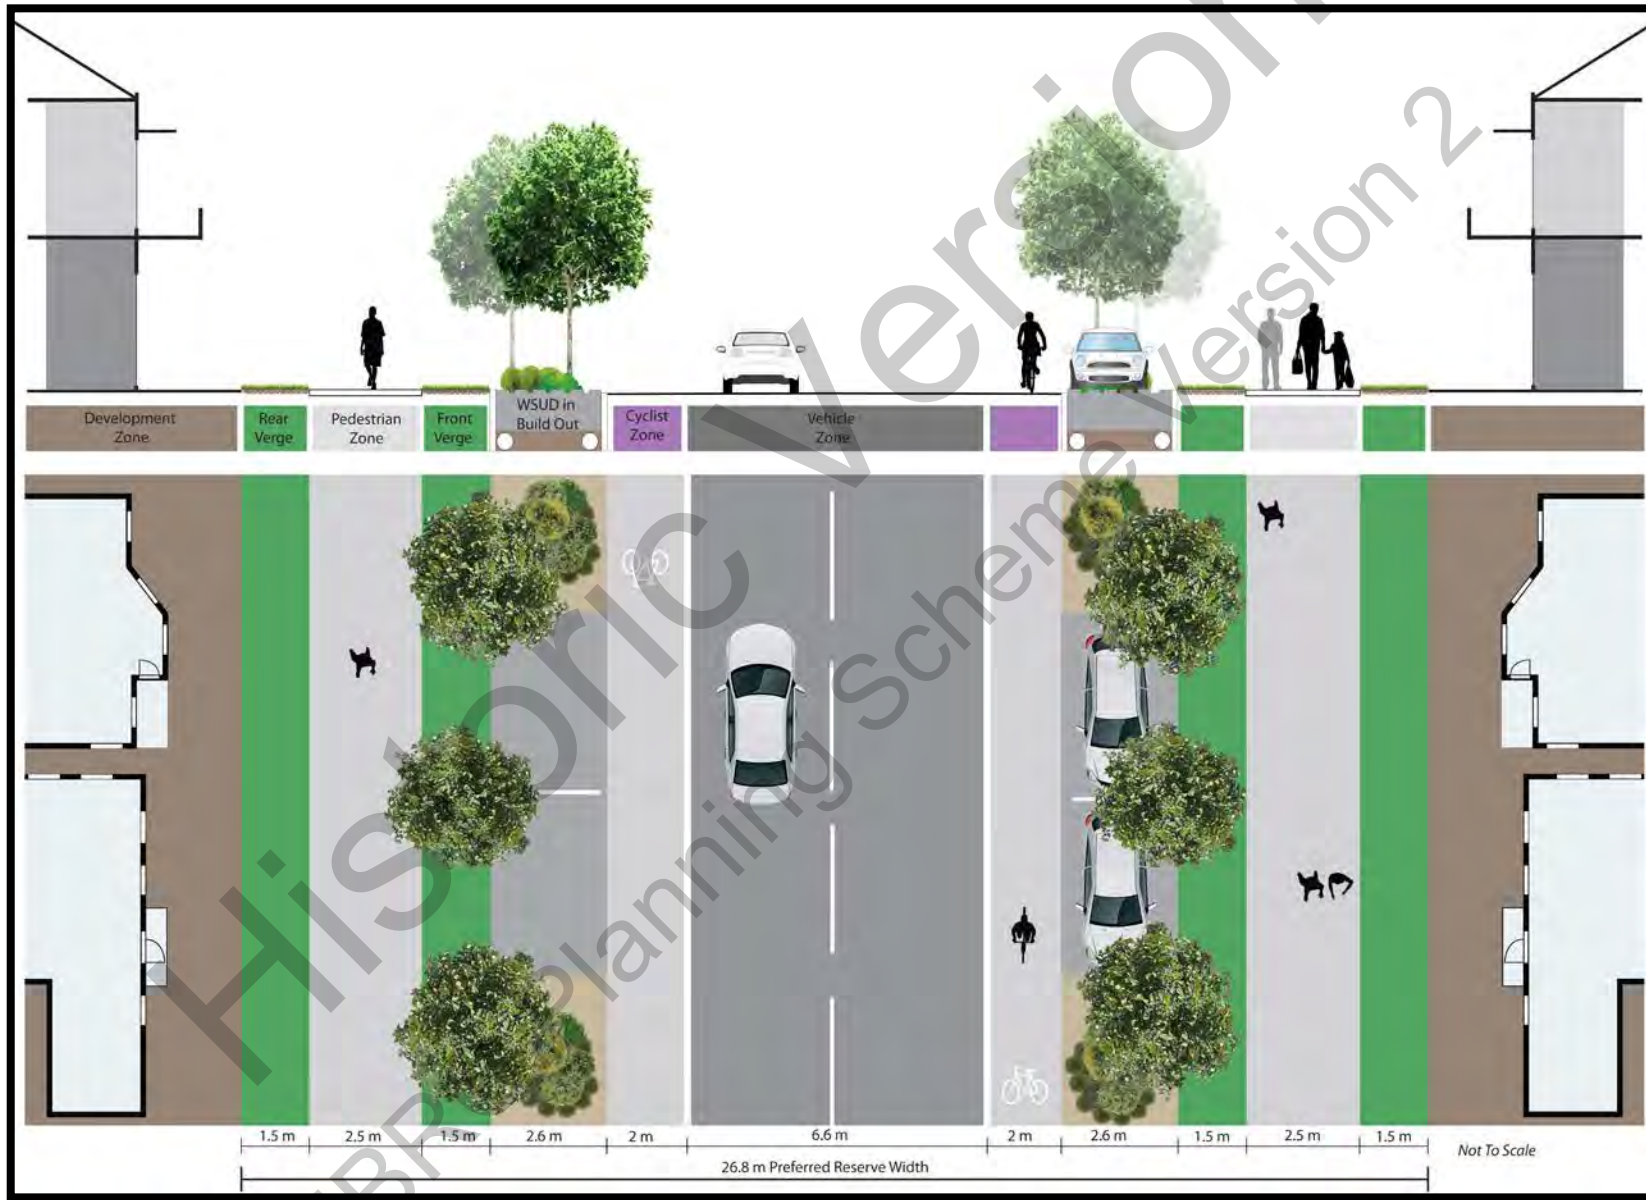 Development
Zone
Rear
Verge
Pedestrian
Zone
Front
Verge
WSUD in
Build Out
Cyclist
Zone
Vehicle
Zone
1.5 m
2.5 m
1.5 m
2.6 m
2 m
6.6 m
2 m
2.6 m
1.5 m
2.5 m
1.5 m
Not To Scale
26.8 m Preferred Reserve Width
Historic Version
Planning Scheme Version 2